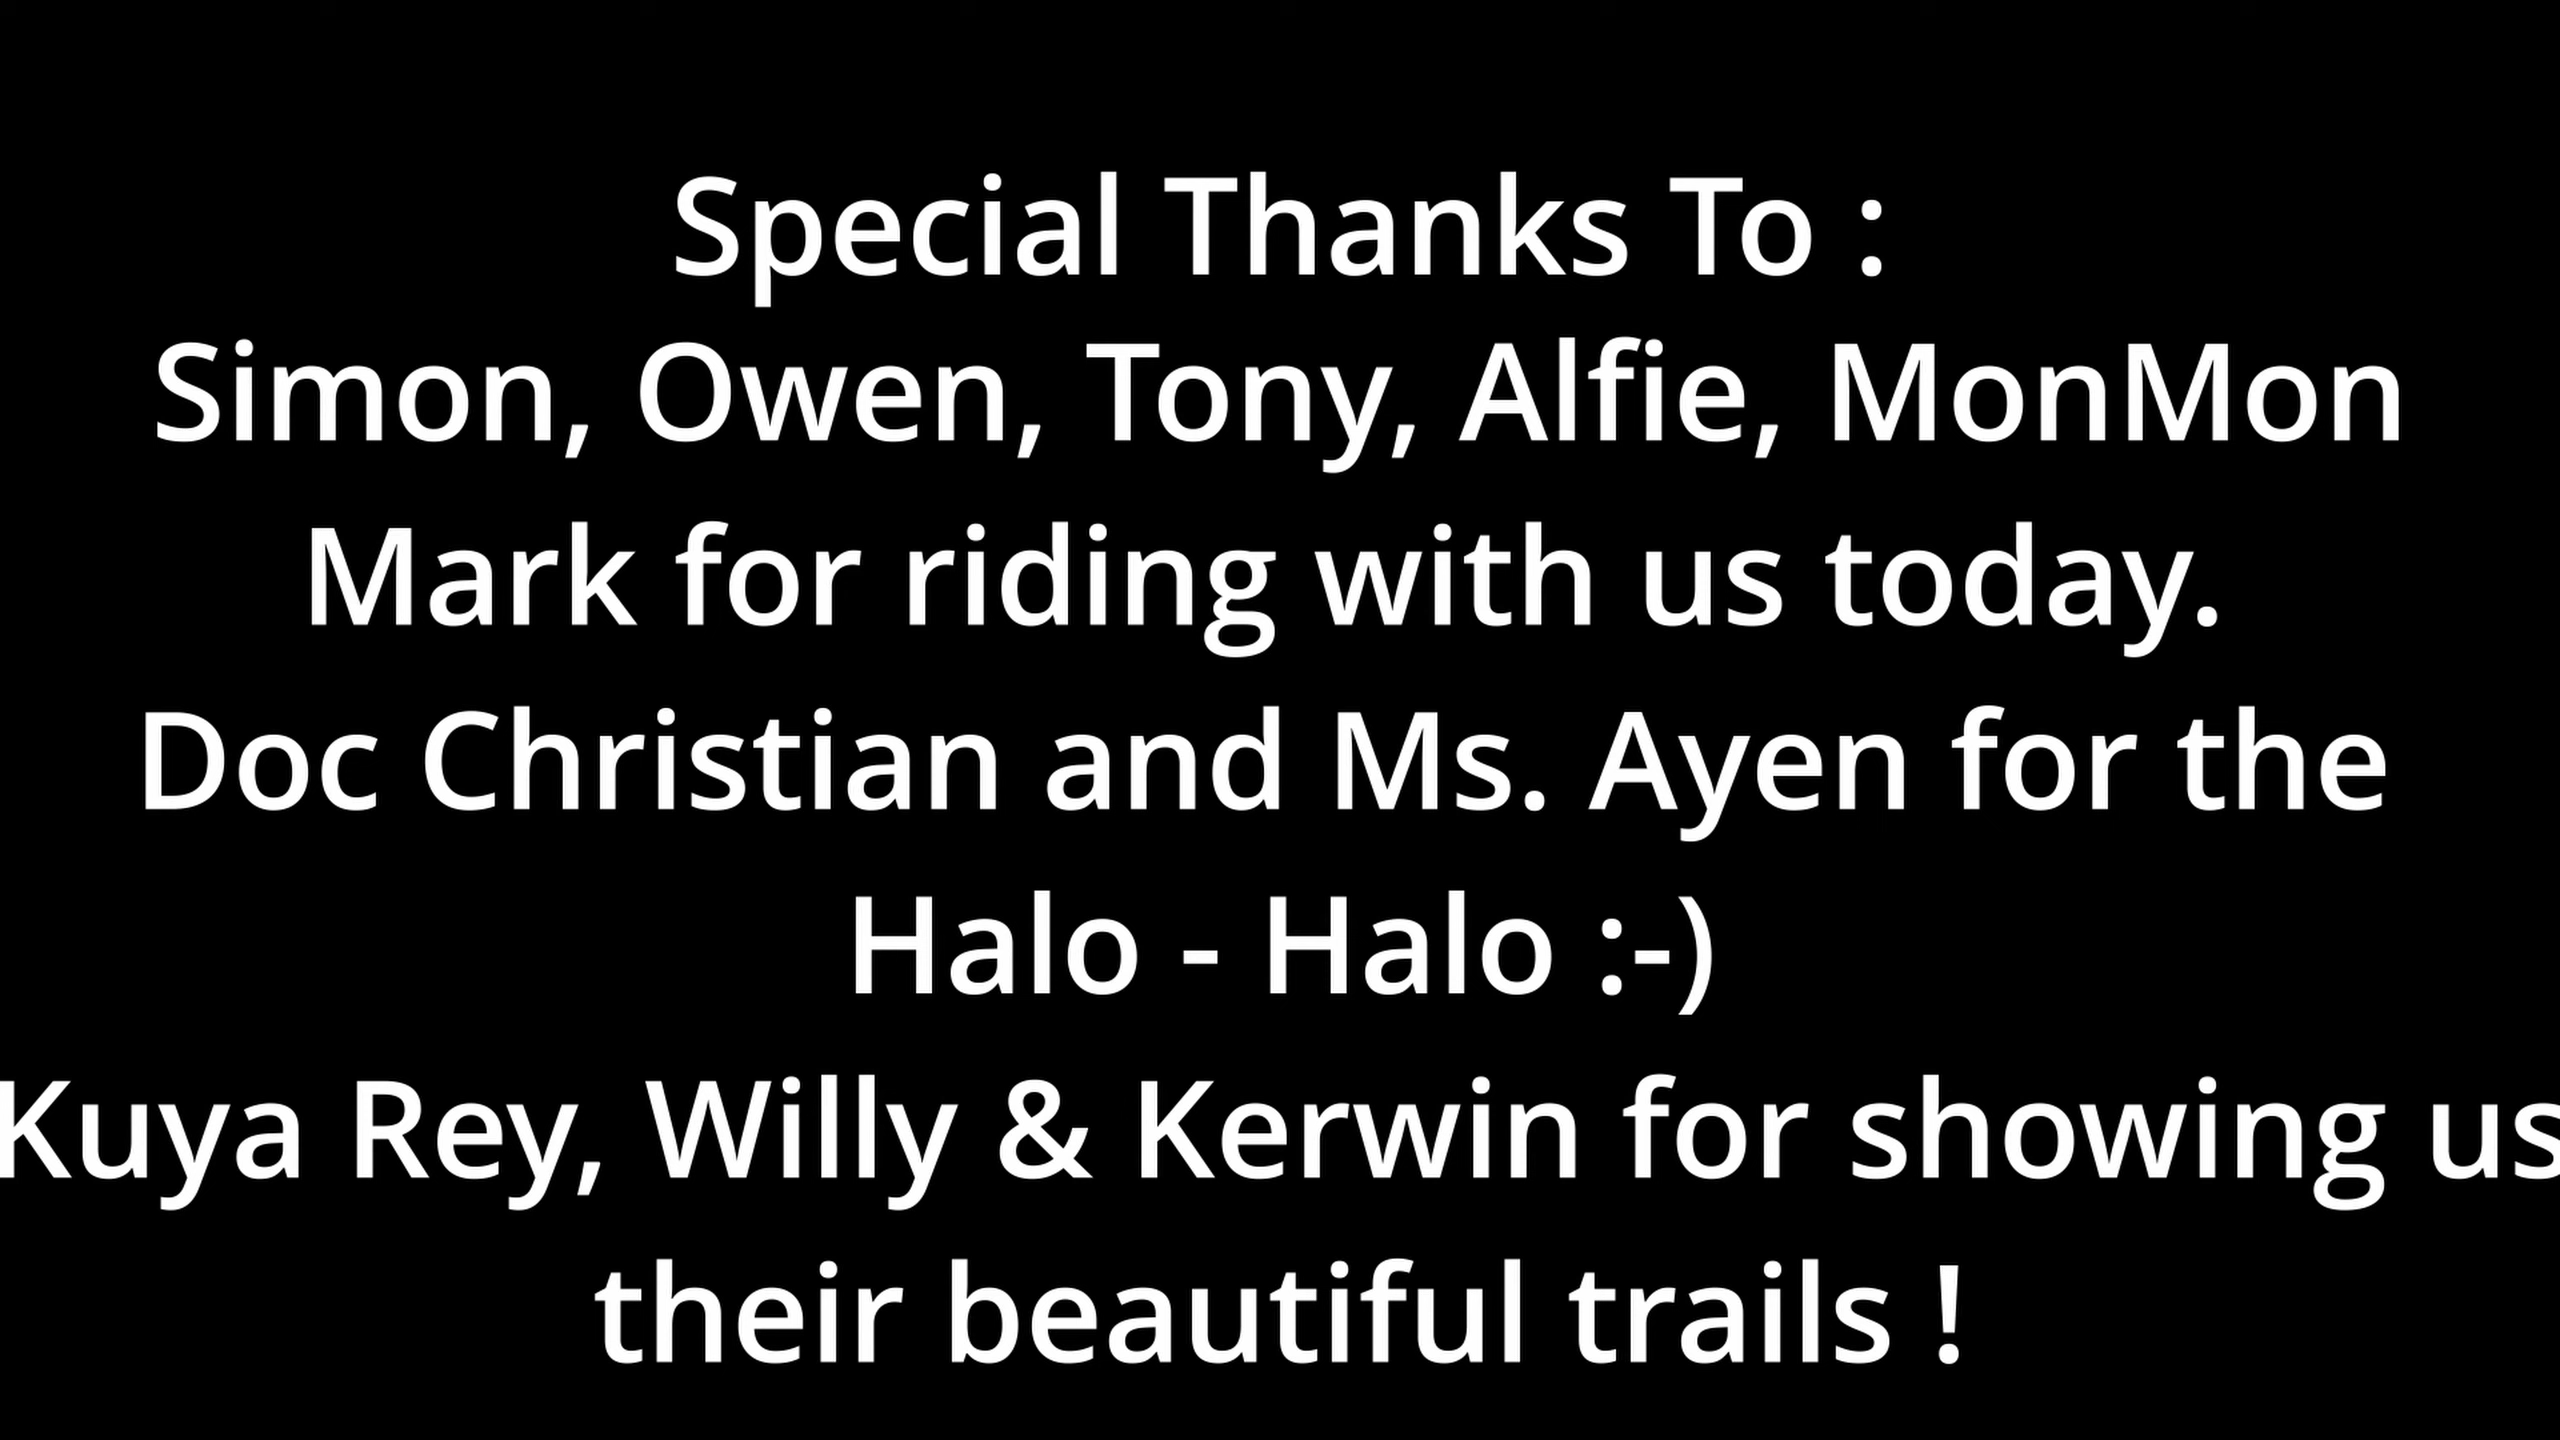 Special Thanks To :
Simon, Owen, Tony, Alfie, MonMon
Mark for riding with us today.
Doc Christian and Ms. Ayen for the
Halo - Halo :-)
Kuya Rey, Willy & Kerwin for showing us
their beautiful trails !